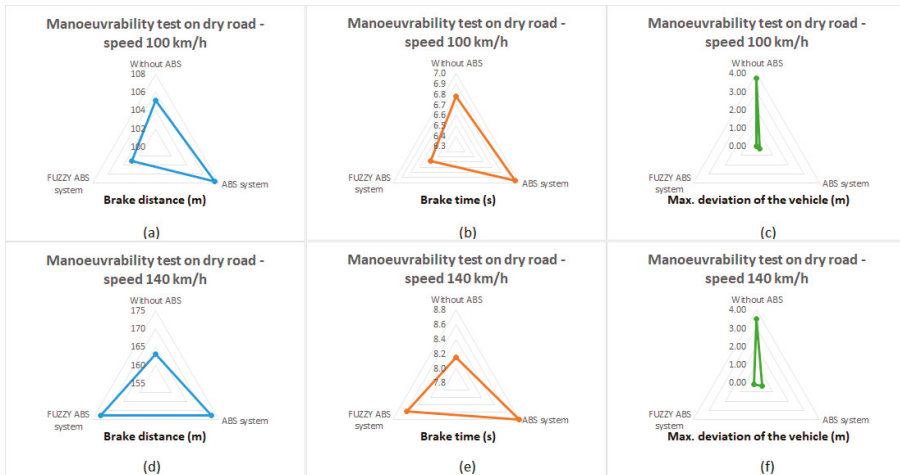 Manoeuvrability test on dry road -
speed 100 km/h
Without ABS
108
106
104
102
100
FUZZY ABS
system
ABS system
Brake distance (m)
(a)
Manoeuvrability test on dry road -
speed 100 km/h
Without ABS
7.0
6.9
6.8
6.7
6.6
6.4
6.3
FUZZY ABS
system
ABS system
Brake time (s)
(b)
Manoeuvrability test on dry road -
speed 100 km/h
Without ABS
4.00
3.00
2.00
1.00
0.00
FUZZY ABS
system
ABS system
Max. deviation of the vehicle (m)
(c)
Manoeuvrability test on dry road -
speed 140 km/h
Without ABS
175
170
165
160
155
FUZZY ABS
system
ABS system
Brake distance (m)
(d)
Manoeuvrability test on dry road -
speed 140 km/h
Without ABS
8.8
8.6
8.4
8.2
8.0
7.8
FUZZY ABS
system
ABS system
Brake time (s)
(e)
Manoeuvrability test on dry road -
speed 140 km/h
Without ABS
4.00
3.00
2.00
1.00
0.00
FUZZY ABS
system
ABS system
Max. deviation of the vehicle (m)
(f)